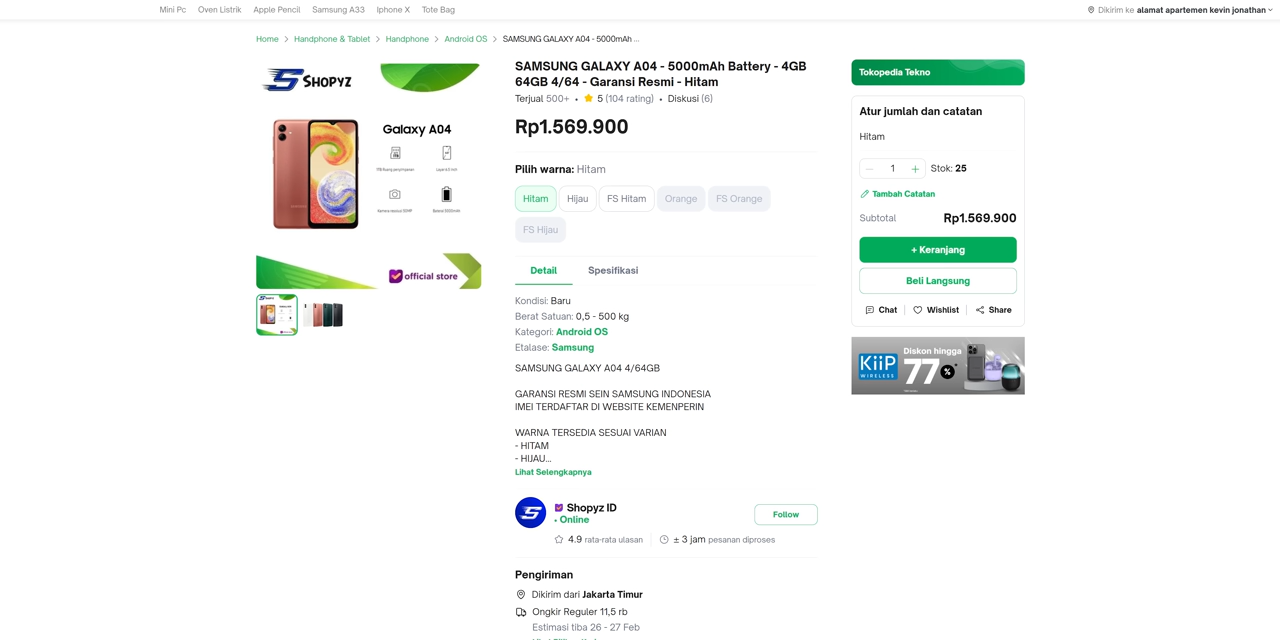 Mini Pc Oven Listrik Apple Pencil Samsung A33 Iphone X Tote Bag
Dikirim ke alamat apartemen kevin jonathan
Home > Handphone & Tablet > Handphone > Android OS > SAMSUNG GALAXY A04 - 5000mAh ...
SHOPYZ
Galaxy A04
official store
SAMSUNG GALAXY A04 - 5000mAh Battery - 4GB
64GB 4/64 - Garansi Resmi - Hitam
Terjual 500+ • 5 (104 rating) • Diskusi (6)
Rp1.569.900
Pilih warna: Hitam
Hitam Hijau FS Hitam Orange FS Orange
FS Hijau
Detail Spesifikasi
Kondisi: Baru
Berat Satuan: 0,5 - 500 kg
Kategori: Android OS
Etalase: Samsung
SAMSUNG GALAXY A04 4/64GB
GARANSI RESMI SEIN SAMSUNG INDONESIA
IMEI TERDAFTAR DI WEBSITE KEMENPERIN
WARNA TERSEDIA SESUAI VARIAN
- HITAM
- HIJAU...
Lihat Selengkapnya
Shopyz ID
• Online
Follow
4.9 rata-rata ulasan ± 3 jam pesanan diproses
Pengiriman
Dikirim dari Jakarta Timur
Ongkir Reguler 11,5 rb
Estimasi tiba 26 - 27 Feb
Tokopedia Tekno
Atur jumlah dan catatan
Hitam
1 Stok: 25
Tambah Catatan
Subtotal Rp1.569.900
+ Keranjang
Beli Langsung
Chat Wishlist Share
KiiP
WIRELESS
Diskon hingga
77%